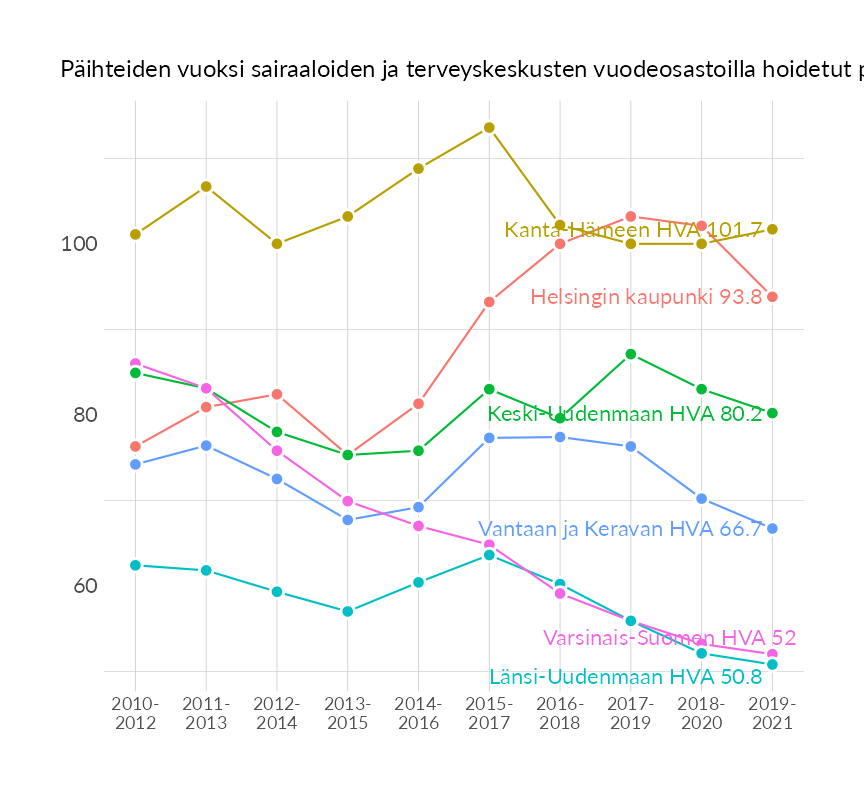 Päihteiden vuoksi sairaaloiden ja terveyskeskusten vuodeosastoilla hoidetut
100
80
60
Kanta-Hämeen HVA 101.7
Helsingin kaupunki 93.8
Keski-Uudenmaan HVA 80.2
Vantaan ja Keravan HVA 66.7
Varsinais-Suomen HVA 52
Länsi-Uudenmaan HVA 50.8
2010- 2011- 2012- 2013- 2014- 2015- 2016- 2017- 2018- 2019-
2012 2013 2014 2015 2016 2017 2018 2019 2020 2021